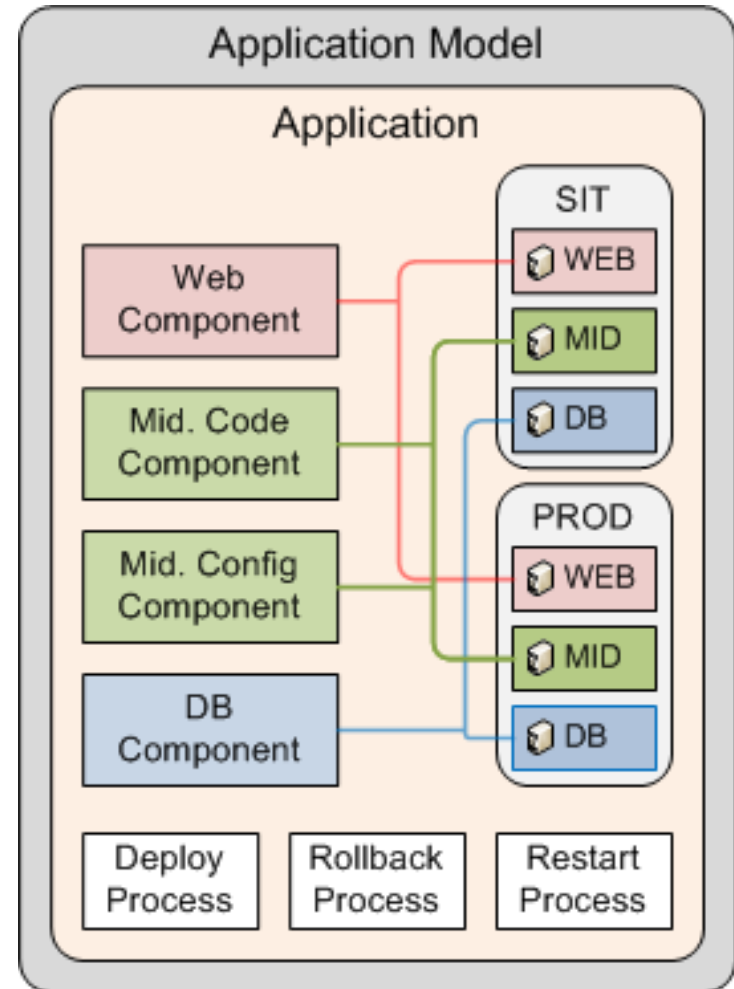 Application Model
Application
SIT
WEB
MID
DB
Web
Component
Mid. Code
Component
Mid. Config
Component
DB
Component
PROD
WEB
MID
DB
Deploy
Process
Rollback
Process
Restart
Process